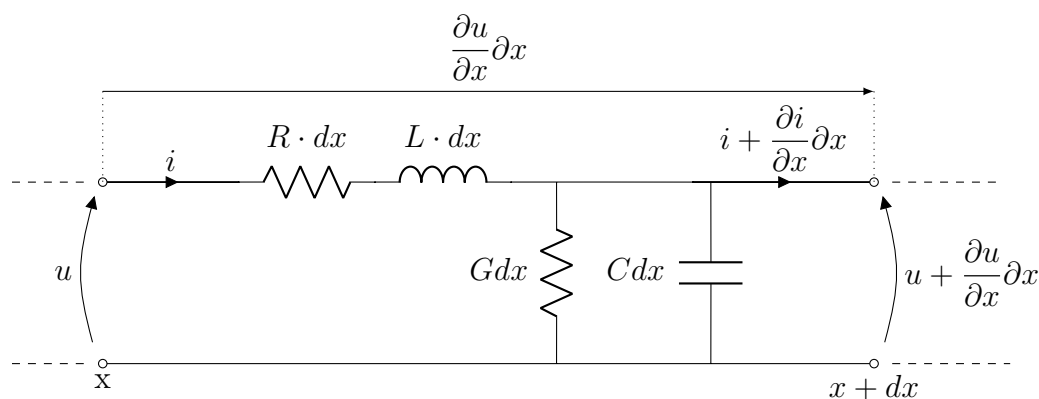 ∂u/∂x ∂x
R · dx
L · dx
i + ∂i/∂x ∂x
i
u
Gdx
Cdx
u + ∂u/∂x ∂x
x
x + dx